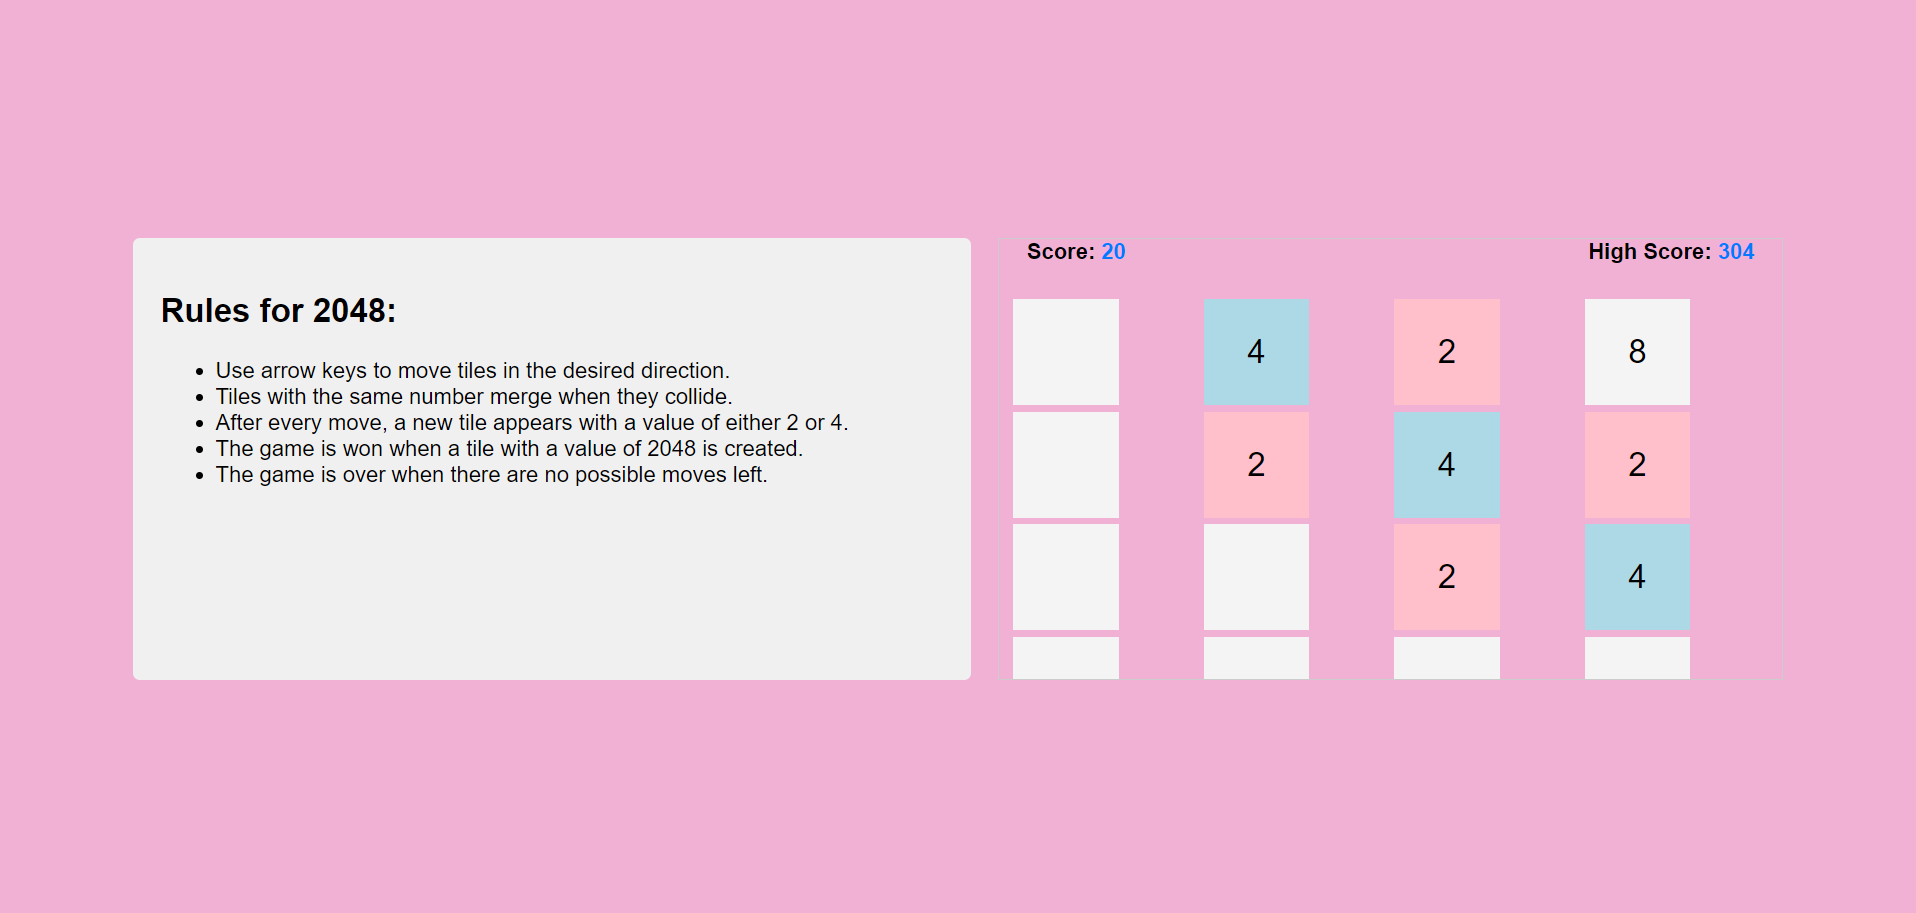 Rules for 2048:
• Use arrow keys to move tiles in the desired direction.
• Tiles with the same number merge when they collide.
• After every move, a new tile appears with a value of either 2 or 4.
• The game is won when a tile with a value of 2048 is created.
• The game is over when there are no possible moves left.
Score: 20 High Score: 304
4 2 8
2 4 2
2 4